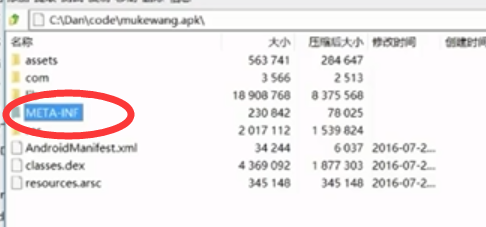 C:\Dan\code\mukewang.apk\
名称 大小 压缩后大小 修改时间 创建时间
assets 563 741 284 647
com 3 566 2 513
18 908 768 8 375 568
META-INF 230 842 78 025
2 017 112 1 539 824
AndroidManifest.xml 34 244 6 037 2016-07-2...
classes.dex 4 369 092 1 877 303 2016-07-2...
resources.arsc 345 148 345 148 2016-07-2...